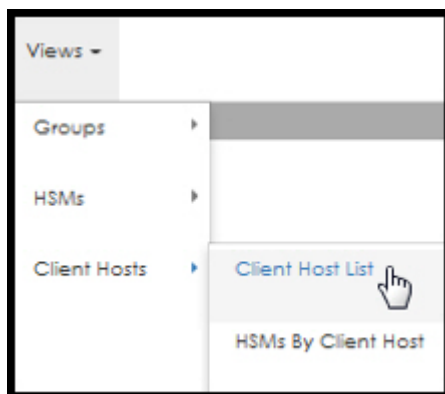 Views
Groups
HSMs
Client Hosts
Client Host List
HSMs By Client Host